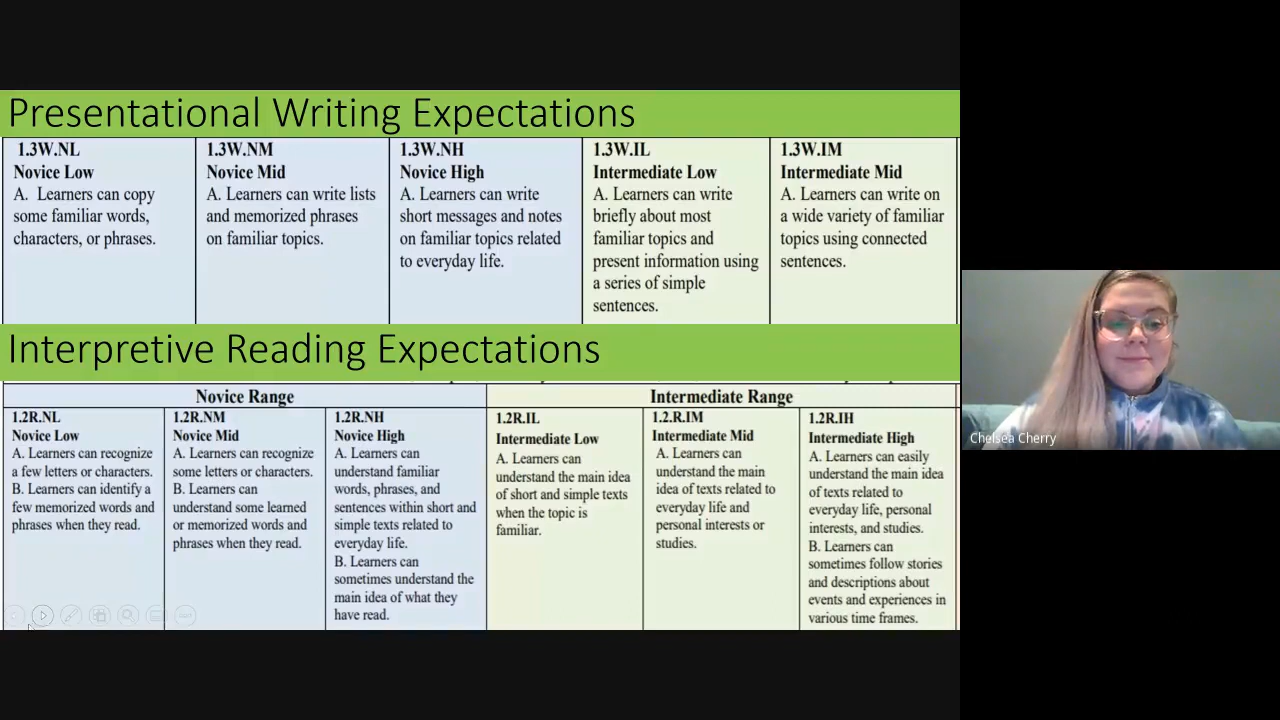 Presentational Writing Expectations
1.3W.NL
Novice Low
A. Learners can copy
some familiar words,
characters, or phrases.
1.3W.NM
Novice Mid
A. Learners can write lists
and memorized phrases
on familiar topics.
1.3W.NH
Novice High
A. Learners can write
short messages and notes
on familiar topics related
to everyday life.
1.3W.IL
Intermediate Low
A. Learners can write
briefly about most
familiar topics and
present information using
a series of simple
sentences.
1.3W.IM
Intermediate Mid
A. Learners can write on
a wide variety of familiar
topics using connected
sentences.
Interpretive Reading Expectations
Novice Range
Intermediate Range
1.2R.NL
Novice Low
A. Learners can recognize
a few letters or characters.
B. Learners can identify a
few memorized words and
phrases when they read.
1.2R.NM
Novice Mid
A. Learners can recognize
some letters or characters.
B. Learners can
understand some learned
or memorized words and
phrases when they read.
1.2R.NH
Novice High
A. Learners can
understand familiar
words, phrases, and
sentences within short and
simple texts related to
everyday life.
B. Learners can
sometimes understand the
main idea of what they
have read.
1.2R.IL
Intermediate Low
A. Learners can
understand the main idea
of short and simple texts
when the topic is
familiar.
1.2.R.IM
Intermediate Mid
A. Learners can
understand the main
idea of texts related to
everyday life and
personal interests or
studies.
1.2R.IH
Intermediate High
A. Learners can easily
understand the main idea
of texts related to
everyday life, personal
interests, and studies.
B. Learners can
sometimes follow stories
and descriptions about
events and experiences in
various time frames.
Chelsea Cherry